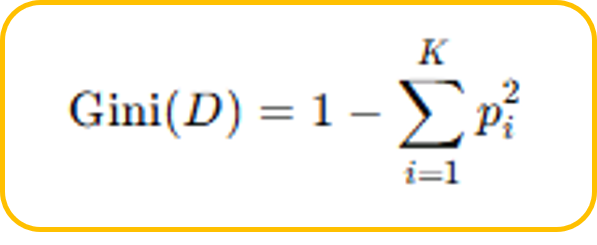 Gini(D) = 1 − ∑_{i=1}^{K} p_i^2